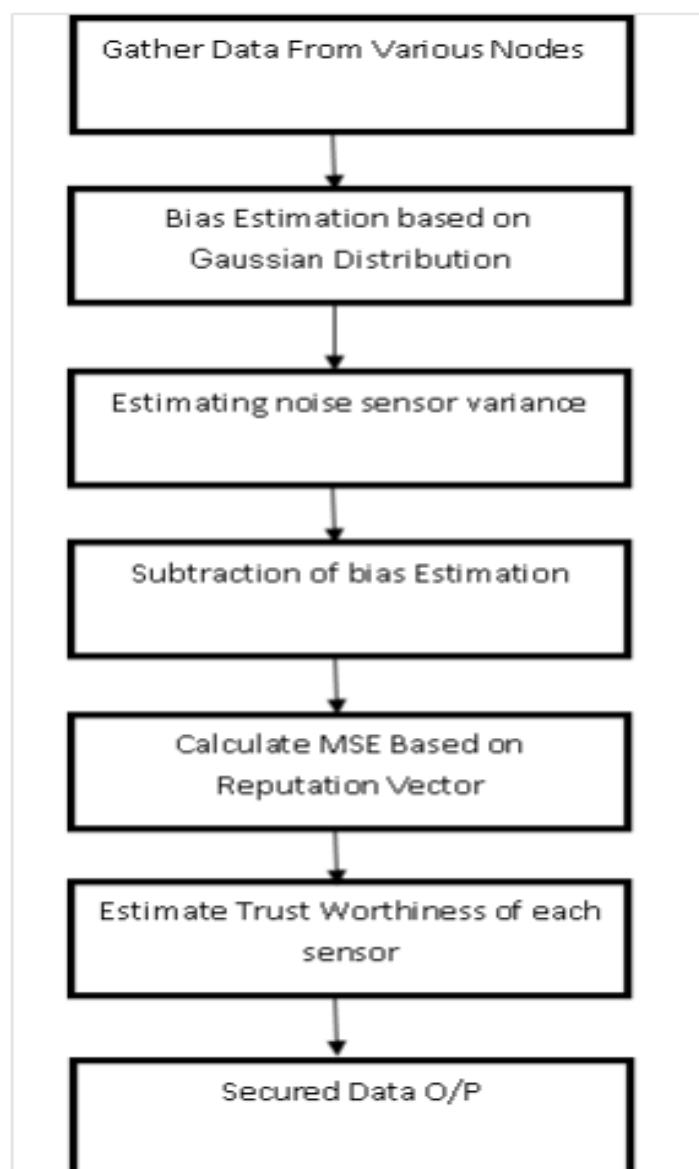 Gather Data From Various Nodes
Bias Estimation based on
Gaussian Distribution
Estimating noise sensor variance
Subtraction of bias Estimation
Calculate MSE Based on
Reputation Vector
Estimate Trust Worthiness of each
sensor
Secured Data O/P